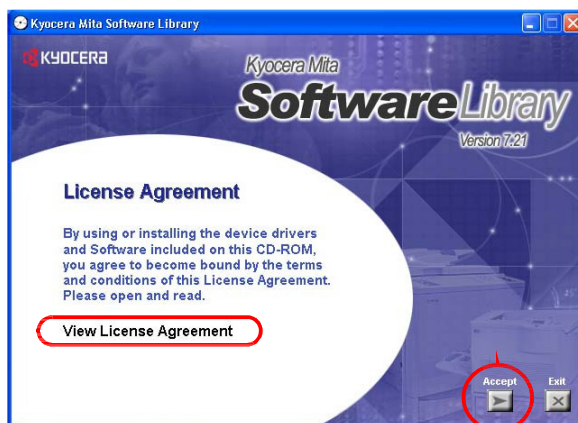 Kyocera Mita Software Library
KYOCERA
Kyocera Mita
Software Library
Version 7.21
License Agreement
By using or installing the device drivers
and Software included on this CD-ROM,
you agree to become bound by the terms
and conditions of this License Agreement.
Please open and read.
View License Agreement
Accept
Exit